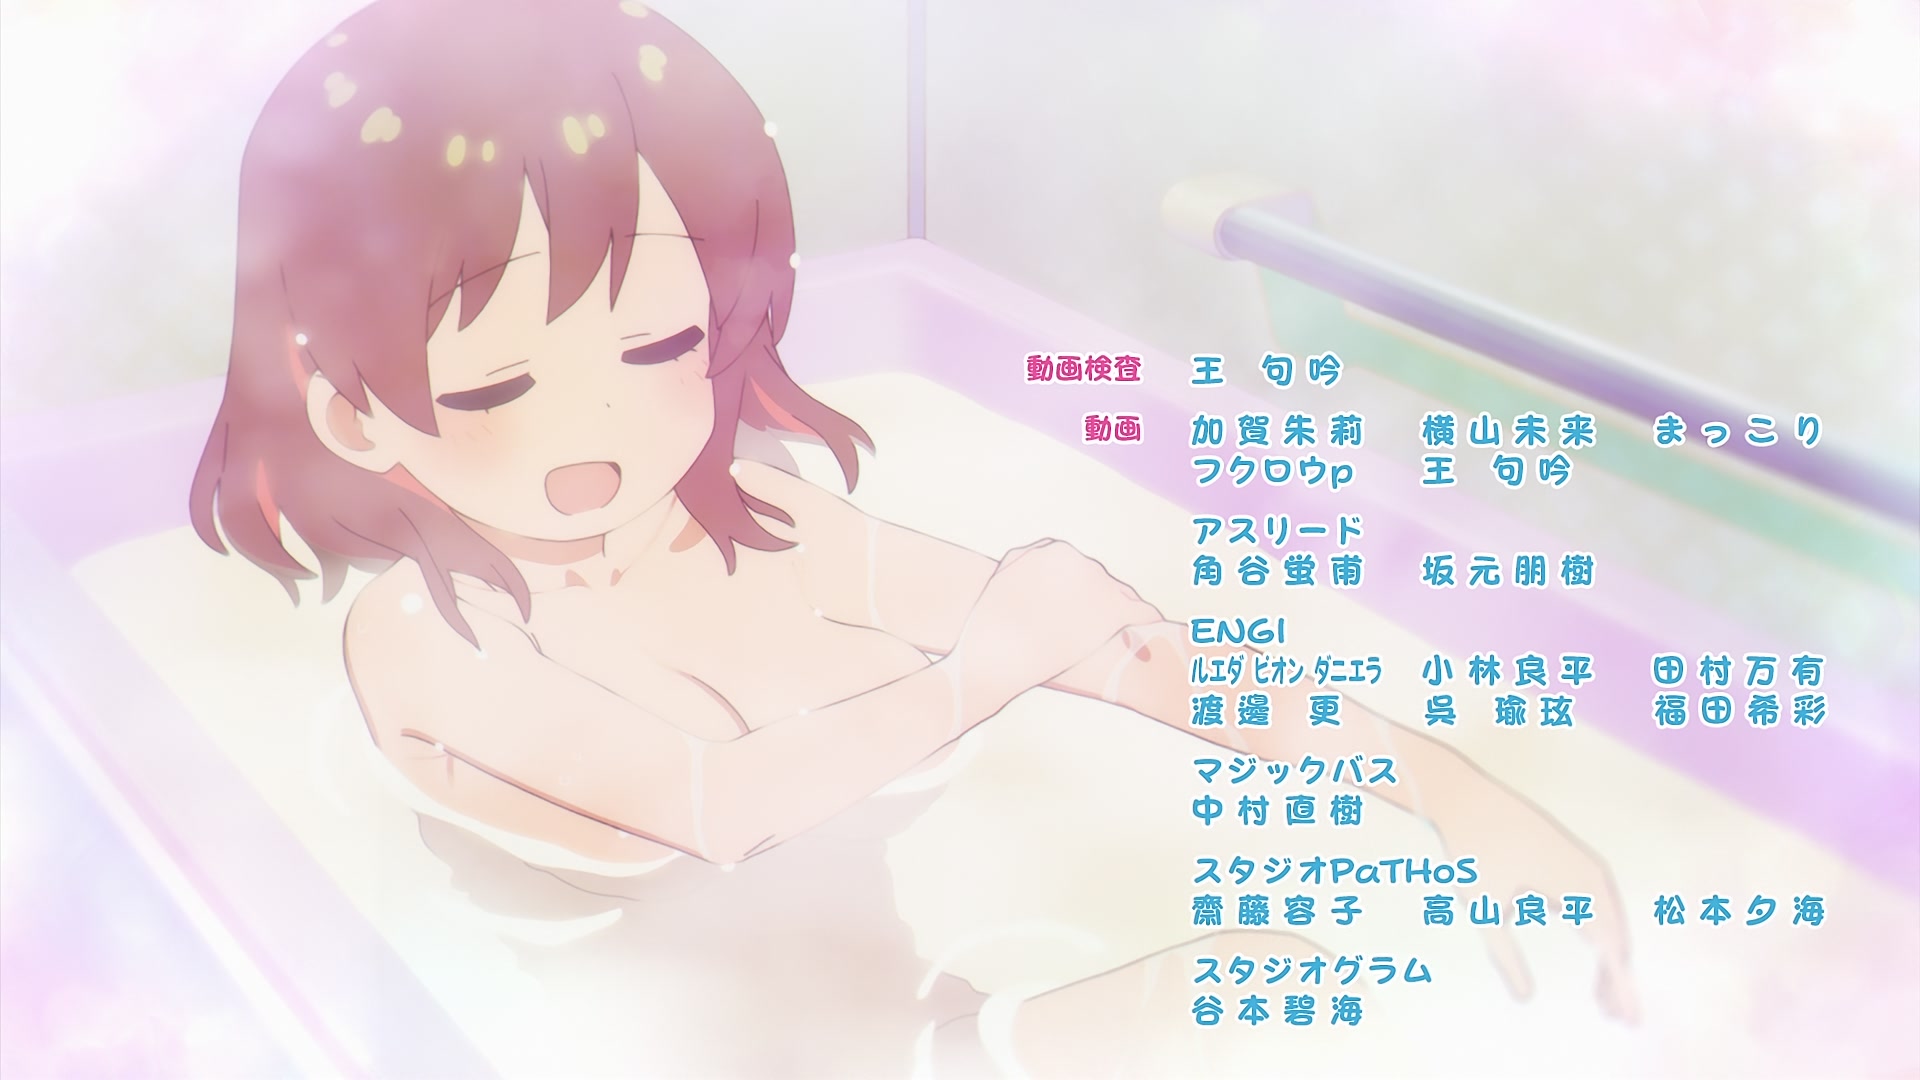 動画検査 王 句吟
動画 加賀朱莉 横山未来 まっこり
フクロウp 王 句吟
アスリード
角谷蛍甫 坂元朋樹
ENGI
ルエダ ピオン ダニエラ 小林良平 田村万有
渡邊 更 呉 瑜玹 福田希彩
マジックバス
中村直樹
スタジオPaTHoS
齋藤容子 高山良平 松本夕海
スタジオグラム
谷本碧海